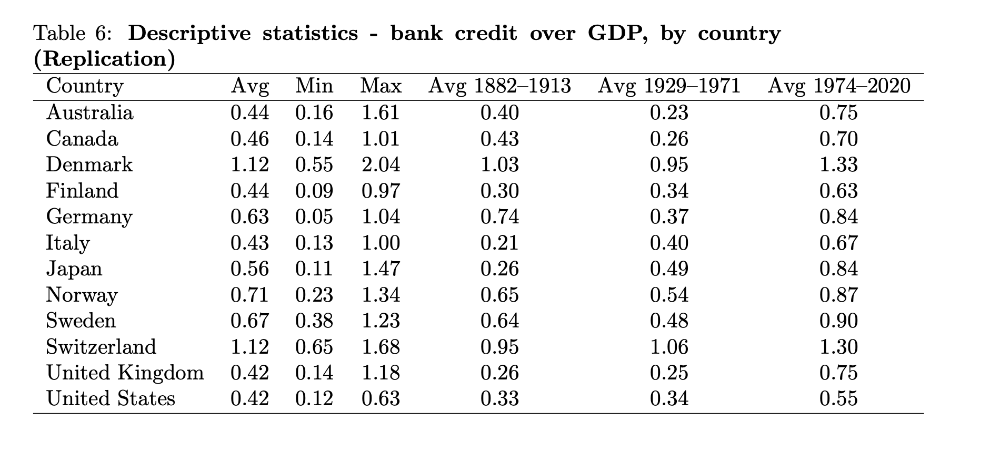 Table 6: Descriptive statistics - bank credit over GDP, by country
(Replication)
Country Avg Min Max Avg 1882–1913 Avg 1929–1971 Avg 1974–2020
Australia 0.44 0.16 1.61 0.40 0.23 0.75
Canada 0.46 0.14 1.01 0.43 0.26 0.70
Denmark 1.12 0.55 2.04 1.03 0.95 1.33
Finland 0.44 0.09 0.97 0.30 0.34 0.63
Germany 0.63 0.05 1.04 0.74 0.37 0.84
Italy 0.43 0.13 1.00 0.21 0.40 0.67
Japan 0.56 0.11 1.47 0.26 0.49 0.84
Norway 0.71 0.23 1.34 0.65 0.54 0.87
Sweden 0.67 0.38 1.23 0.64 0.48 0.90
Switzerland 1.12 0.65 1.68 0.95 1.06 1.30
United Kingdom 0.42 0.14 1.18 0.26 0.25 0.75
United States 0.42 0.12 0.63 0.33 0.34 0.55